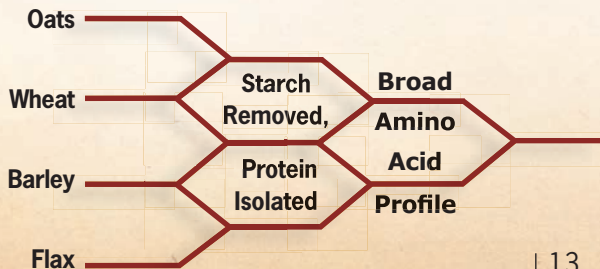 Oats
Wheat
Barley
Flax
Starch
Removed,
Protein
Isolated
Broad
Amino
Acid
Profile
| 13